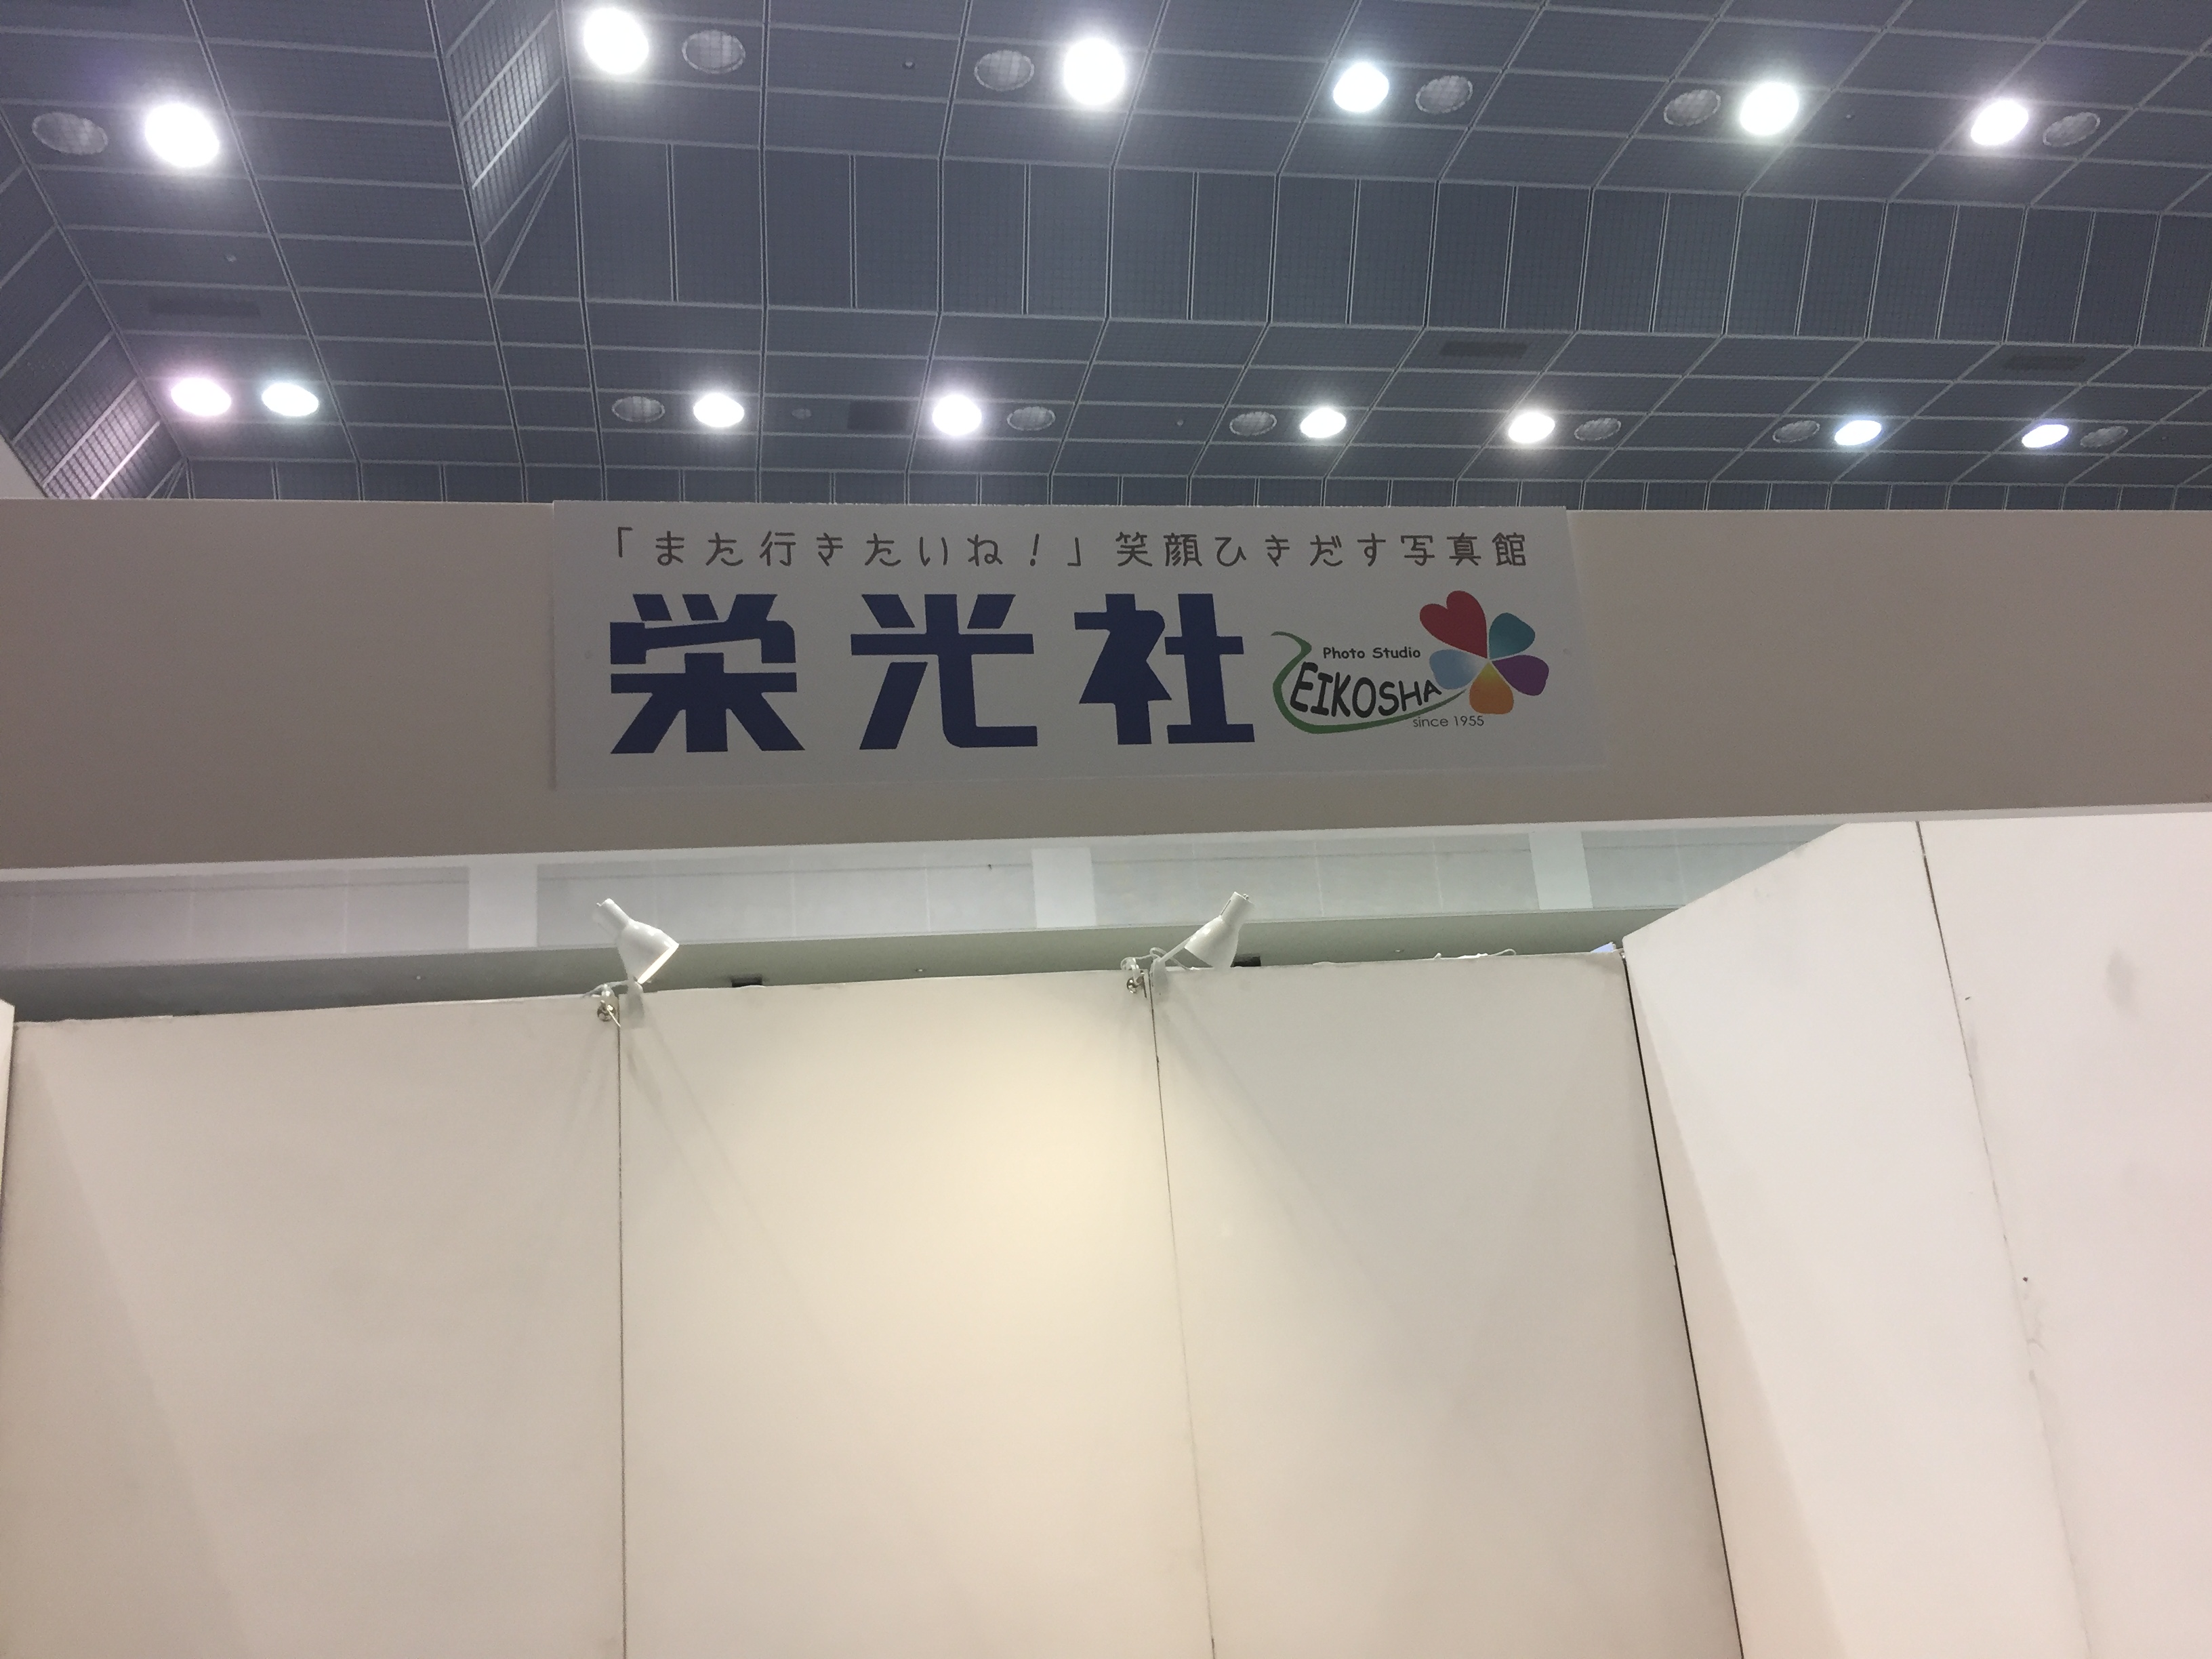 「また行きたいね！」笑顔ひきだす写真館
栄光社
Photo Studio
EIKOSHA
since 1955